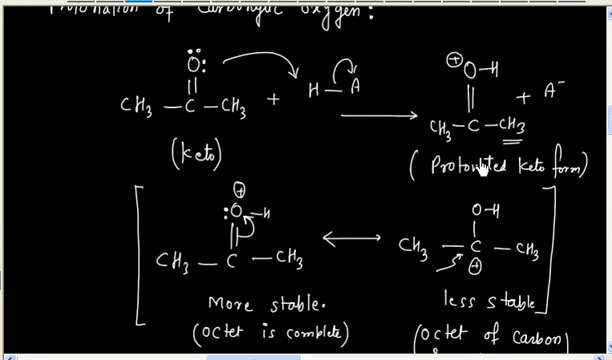 Protonation of Carbonylic Oxygen:
O
CH3 — C — CH3 + H — A
(Keto)
⊕ O—H
CH3 — C — CH3 + A⁻
(Protonated keto form)
⊕
:O—H
CH3 — C — CH3
More stable.
(Octet is complete)
O—H
CH3 — C — CH3
⊕
less stable
(Octet of carbon